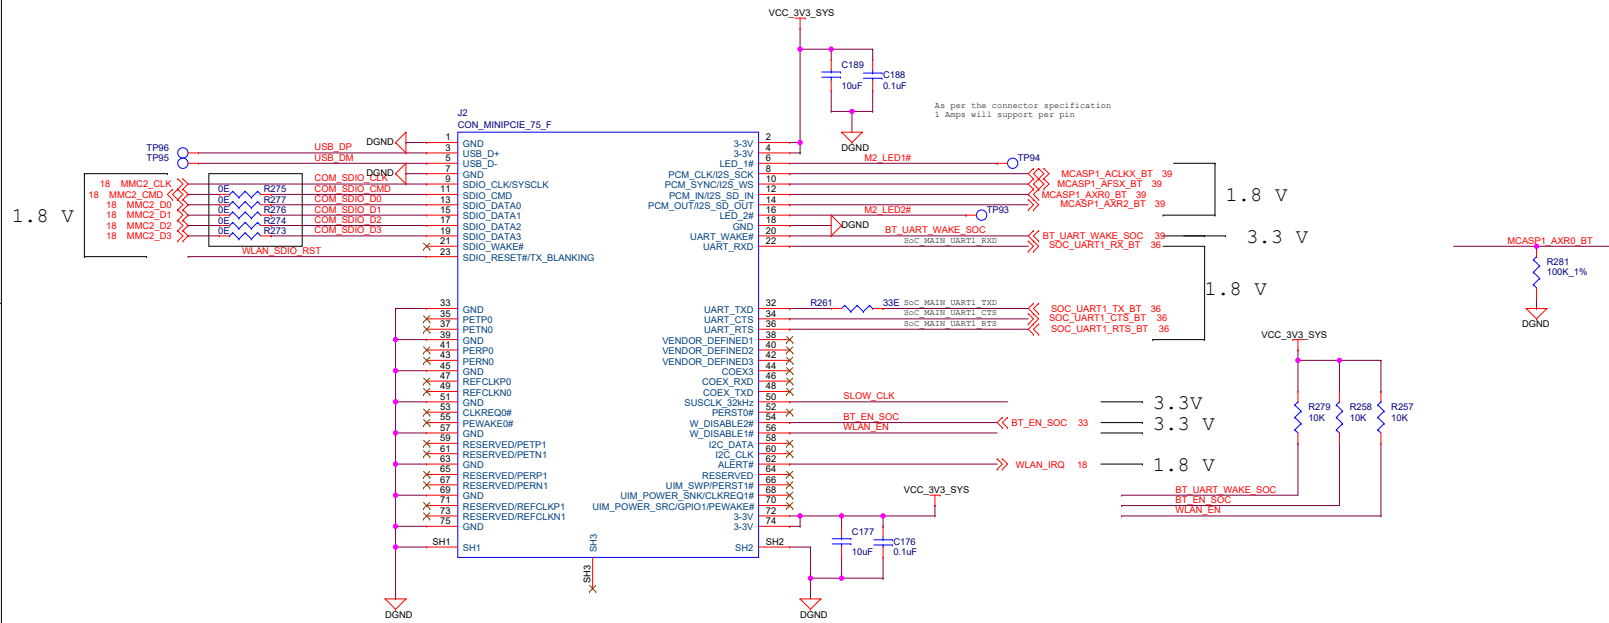 VCC_3V3_SYS
C189
10uF
C188
0.1uF
As per the connector specification
1 Amps will support per pin
DGND
J2
CON_MINIPCIE_75_F
TP96
TP95
USB_DP
USB_DM
DGND
DGND
18 MMC2_CLK
18 MMC2_CMD
18 MMC2_D0
18 MMC2_D1
18 MMC2_D2
18 MMC2_D3
1.8 V
0E R275
0E R277
0E R276
0E R274
0E R273
COM_SDIO_CLK
COM_SDIO_CMD
COM_SDIO_D0
COM_SDIO_D1
COM_SDIO_D2
COM_SDIO_D3
WLAN_SDIO_RST
1 GND
3 USB_D+
5 USB_D-
7 GND
9 SDIO_CLK/SYSCLK
11 SDIO_CMD
13 SDIO_DATA0
15 SDIO_DATA1
17 SDIO_DATA2
19 SDIO_DATA3
21 SDIO_WAKE#
23 SDIO_RESET#/TX_BLANKING
33 GND
35 PETP0
37 PETN0
39 GND
41 PERP0
43 PERN0
45 GND
47 REFCLKP0
49 REFCLKN0
51 GND
53 CLKREQ0#
55 PEWAKE0#
57 GND
59 RESERVED/PETP1
61 RESERVED/PETN1
63 GND
65 RESERVED/PERP1
67 RESERVED/PERN1
69 GND
71 RESERVED/REFCLKP1
73 RESERVED/REFCLKN1
75 GND
SH1 SH1
SH3
SH3
3-3V 2
3-3V 4
LED_1# 6
PCM_CLK/I2S_SCK 8
PCM_SYNC/I2S_WS 10
PCM_IN/I2S_SD_IN 12
PCM_OUT/I2S_SD_OUT 14
LED_2# 16
GND 18
UART_WAKE# 20
UART_RXD 22
UART_TXD 32
UART_CTS 34
UART_RTS 36
VENDOR_DEFINED1 38
VENDOR_DEFINED2 40
VENDOR_DEFINED3 42
COEX3 44
COEX_RXD 46
COEX_TXD 48
SUSCLK_32kHz 50
PERST0# 52
W_DISABLE2# 54
W_DISABLE1# 56
I2C_DATA 58
I2C_CLK 60
ALERT# 62
RESERVED 64
UIM_SWP/PERST1# 66
UIM_POWER_SNK/CLKREQ1# 68
UIM_POWER_SRC/GPIO1/PEWAKE# 70
3-3V 72
3-3V 74
SH2 SH2
M2_LED1# TP94
MCASP1_ACLKX_BT 39
MCASP1_AFSX_BT 39
MCASP1_AXR0_BT 39
MCASP1_AXR2_BT 39
1.8 V
M2_LED2# TP93
DGND
BT_UART_WAKE_SOC BT_UART_WAKE_SOC 39
3.3 V
SoC_MAIN_UART1_RXD SOC_UART1_RX_BT 36
1.8 V
R261 33E SoC_MAIN_UART1_TXD SOC_UART1_TX_BT 36
SoC_MAIN_UART1_CTS SOC_UART1_CTS_BT 36
SoC_MAIN_UART1_RTS SOC_UART1_RTS_BT 36
SLOW_CLK 3.3V
BT_EN_SOC BT_EN_SOC 33 3.3 V
WLAN_EN
WLAN_IRQ 18 1.8 V
VCC_3V3_SYS
C177
10uF
C176
0.1uF
DGND
DGND
MCASP1_AXR0_BT
R281
100K_1%
DGND
VCC_3V3_SYS
R279
10K
R258
10K
R257
10K
BT_UART_WAKE_SOC
BT_EN_SOC
WLAN_EN